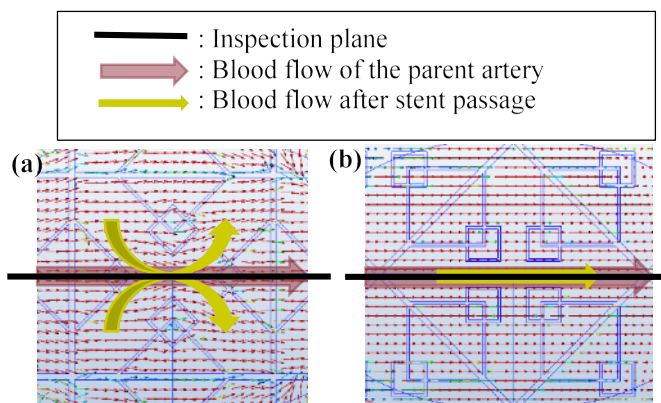 : Inspection plane
: Blood flow of the parent artery
: Blood flow after stent passage
(a)
(b)